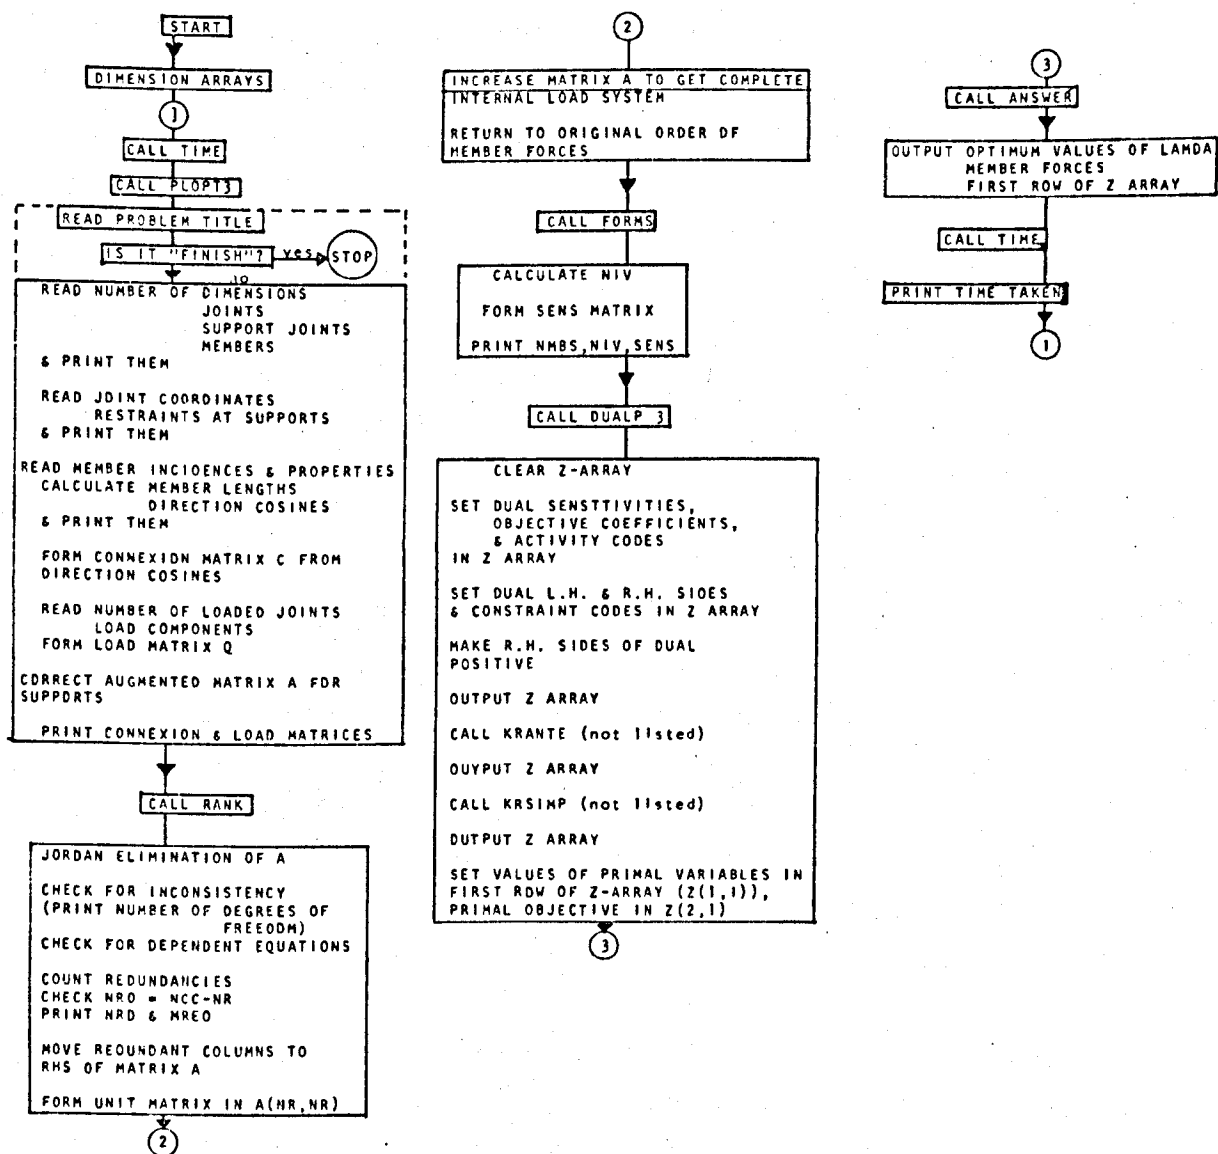 START
DIMENSION ARRAYS
1
CALL TIME
CALL PLOPT3
READ PROBLEM TITLE
IS IT "FINISH"? yes STOP
no
READ NUMBER OF DIMENSIONS
JOINTS
SUPPORT JOINTS
MEMBERS
& PRINT THEM
READ JOINT COORDINATES
RESTRAINTS AT SUPPORTS
& PRINT THEM
READ MEMBER INCIDENCES & PROPERTIES
CALCULATE MEMBER LENGTHS
DIRECTION COSINES
& PRINT THEM
FORM CONNEXION MATRIX C FROM
DIRECTION COSINES
READ NUMBER OF LOADED JOINTS
LOAD COMPONENTS
FORM LOAD MATRIX Q
CORRECT AUGMENTED MATRIX A FOR
SUPPORTS
PRINT CONNEXION & LOAD MATRICES
CALL RANK
JORDAN ELIMINATION OF A
CHECK FOR INCONSISTENCY
(PRINT NUMBER OF DEGREES OF
FREEODM)
CHECK FOR DEPENDENT EQUATIONS
COUNT REDUNDANCIES
CHECK NRD = NCC-NR
PRINT NRD & MRED
MOVE REDUNDANT COLUMNS TO
RHS OF MATRIX A
FORM UNIT MATRIX IN A(NR,NR)
2
2
INCREASE MATRIX A TO GET COMPLETE
INTERNAL LOAD SYSTEM
RETURN TO ORIGINAL ORDER OF
MEMBER FORCES
CALL FORMS
CALCULATE NIV
FORM SENS MATRIX
PRINT NMBS,NIV,SENS
CALL DUALP 3
CLEAR Z-ARRAY
SET DUAL SENSTTIVITIES,
OBJECTIVE COEFFICIENTS,
& ACTIVITY CODES
IN Z ARRAY
SET DUAL L.H. & R.H. SIDES
& CONSTRAINT CODES IN Z ARRAY
MAKE R.H. SIDES OF DUAL
POSITIVE
OUTPUT Z ARRAY
CALL KRANTE (not listed)
OUYPUT Z ARRAY
CALL KRSIMP (not listed)
OUTPUT Z ARRAY
SET VALUES OF PRIMAL VARIABLES IN
FIRST ROW OF Z-ARRAY (Z(1,1)),
PRIMAL OBJECTIVE IN Z(2,1)
3
3
CALL ANSWER
OUTPUT OPTIMUM VALUES OF LAMDA
MEMBER FORCES
FIRST ROW OF Z ARRAY
CALL TIME
PRINT TIME TAKEN
1